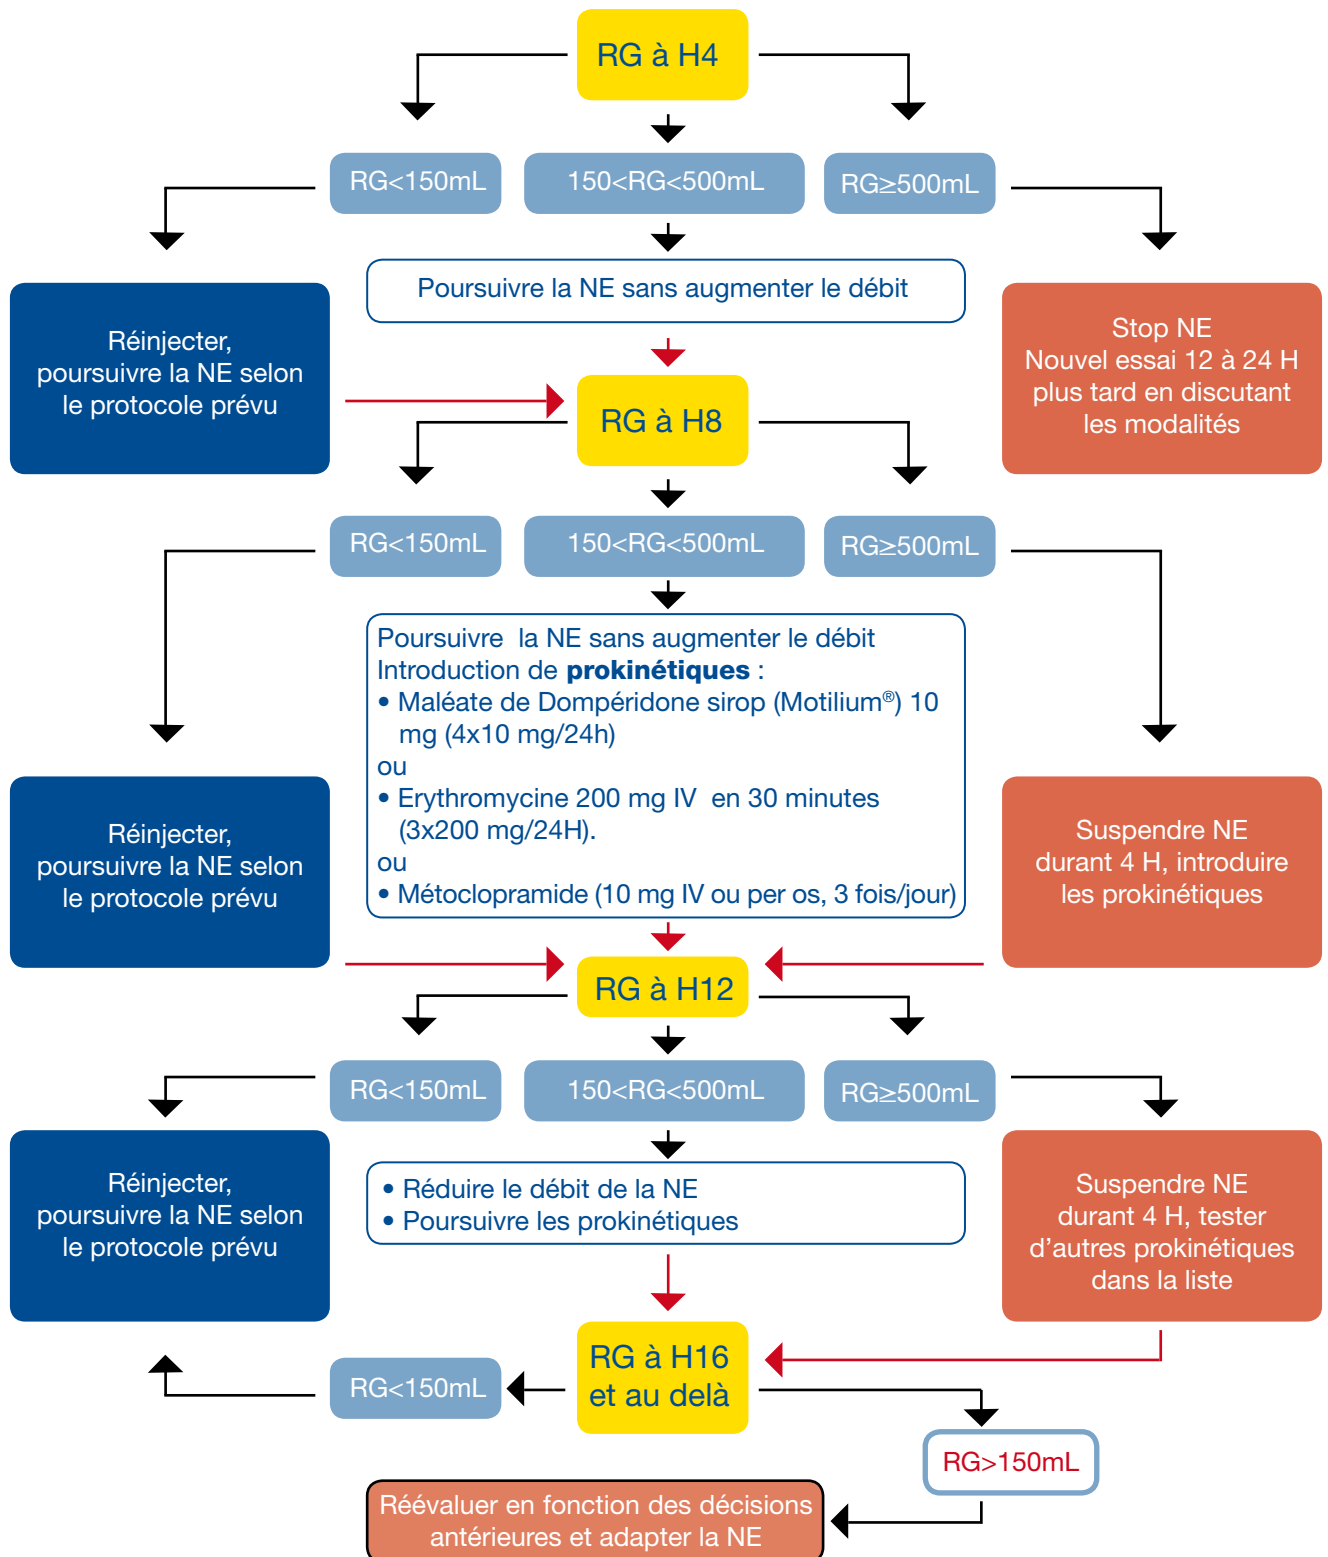 RG à H4
RG<150mL
150<RG<500mL
RG≥500mL
Poursuivre la NE sans augmenter le débit
Réinjecter,
poursuivre la NE selon
le protocole prévu
Stop NE
Nouvel essai 12 à 24 H
plus tard en discutant
les modalités
RG à H8
RG<150mL
150<RG<500mL
RG≥500mL
Poursuivre la NE sans augmenter le débit
Introduction de prokinétiques :
• Maléate de Dompéridone sirop (Motilium®) 10
mg (4x10 mg/24h)
ou
• Erythromycine 200 mg IV en 30 minutes
(3x200 mg/24H).
ou
• Métoclopramide (10 mg IV ou per os, 3 fois/jour)
Réinjecter,
poursuivre la NE selon
le protocole prévu
Suspendre NE
durant 4 H, introduire
les prokinétiques
RG à H12
RG<150mL
150<RG<500mL
RG≥500mL
Réinjecter,
poursuivre la NE selon
le protocole prévu
• Réduire le débit de la NE
• Poursuivre les prokinétiques
Suspendre NE
durant 4 H, tester
d’autres prokinétiques
dans la liste
RG à H16
et au delà
RG<150mL
RG>150mL
Réévaluer en fonction des décisions
antérieures et adapter la NE